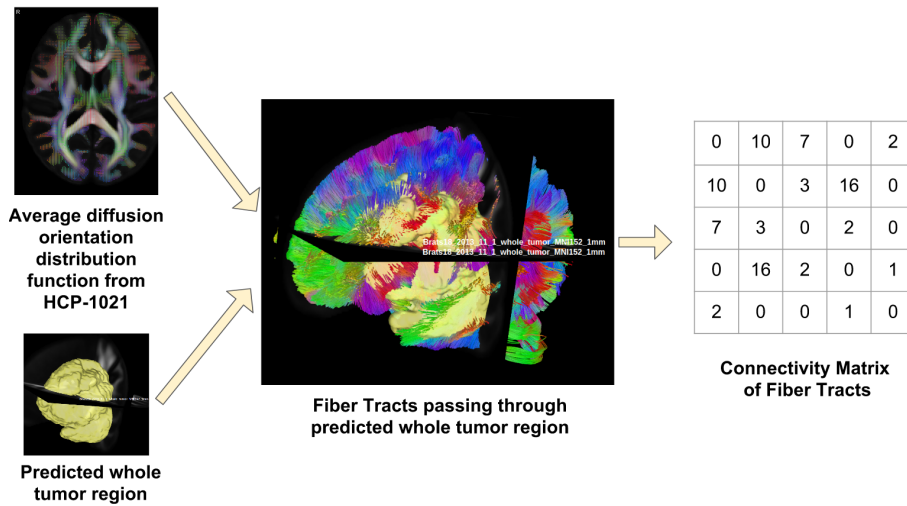 R
Average diffusion
orientation
distribution
function from
HCP-1021
Predicted whole
tumor region
Brats18_2013_11_1_whole_tumor_MNI152_1mm
Brats18_2013_11_1_whole_tumor_MNI152_1mm
Fiber Tracts passing through
predicted whole tumor region
0 10 7 0 2
10 0 3 16 0
7 3 0 2 0
0 16 2 0 1
2 0 0 1 0
Connectivity Matrix
of Fiber Tracts